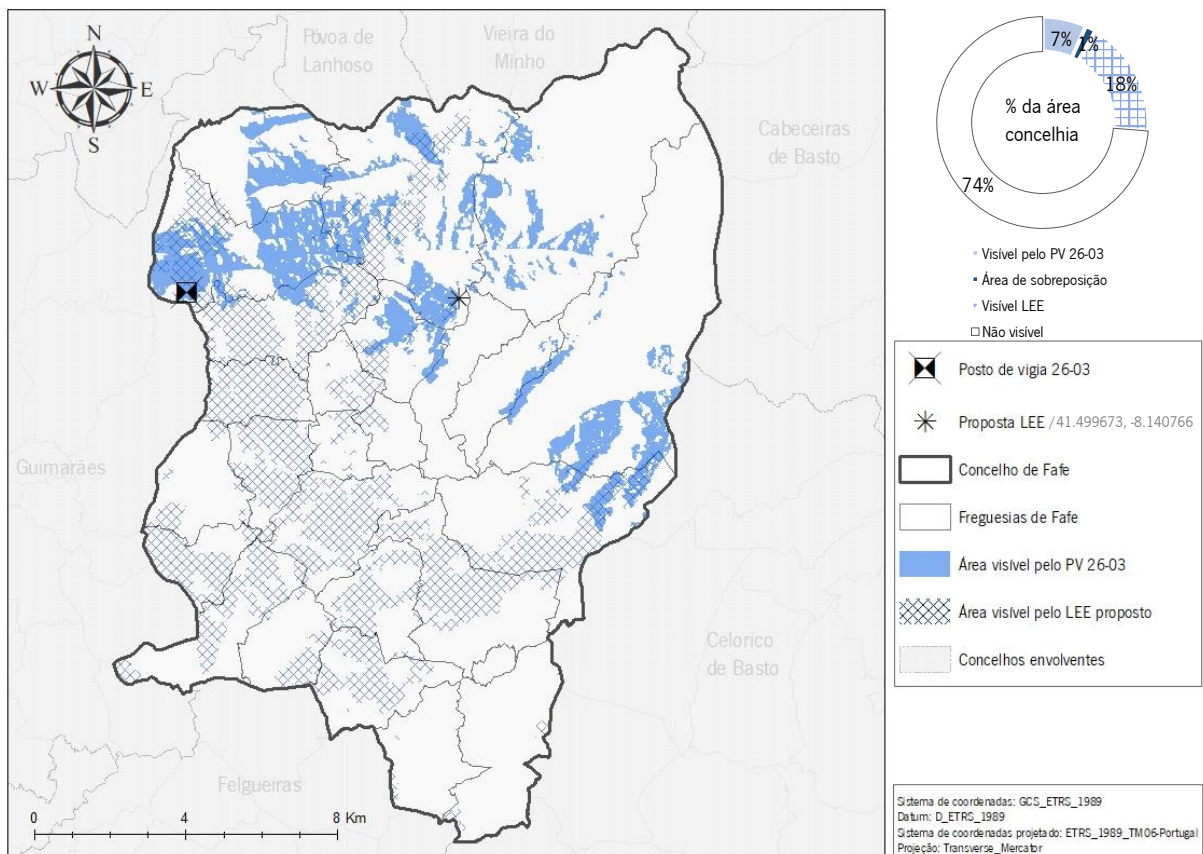 N
W
E
S
Póvoa de
Lanhoso
Vieira do
Minho
Cabeceiras
de Basto
Guimarães
Celorico
de Basto
Felgueiras
0
4
8 Km
7%
1%
18%
74%
% da área
concelhia
Visível pelo PV 26-03
Área de sobreposição
Visível LEE
Não visível
Posto de vigia 26-03
Proposta LEE / 41.499673, -8.140766
Concelho de Fafe
Freguesias de Fafe
Área visível pelo PV 26-03
Área visível pelo LEE proposto
Concelhos envolventes
Sistema de coordenadas: GCS_ETRS_1989
Datum: D_ETRS_1989
Sistema de coordenadas projetado: ETRS_1989_TM06-Portugal
Projeção: Transverse_Mercator